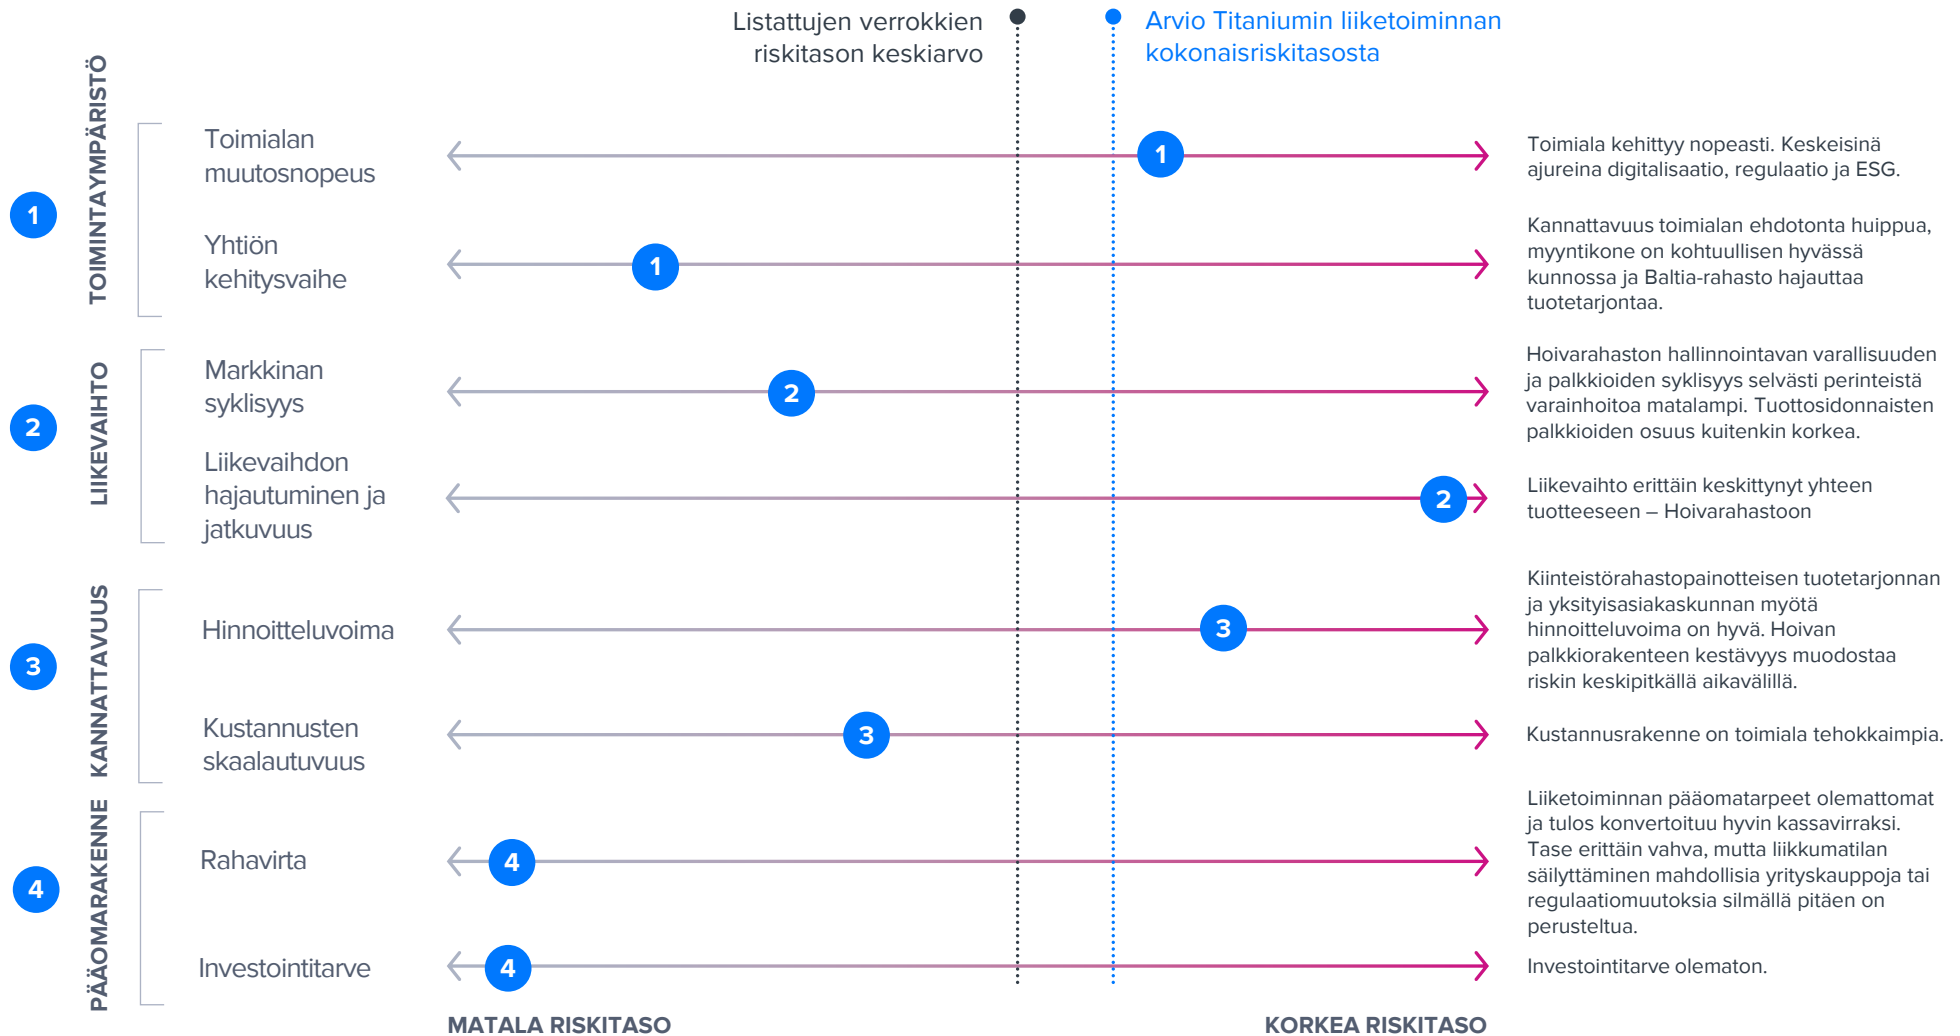 Listattujen verrokkien
riskitason keskiarvo
Arvio Titaniumin liiketoiminnan
kokonaisriskitasosta
1
TOIMINTAYMPÄRISTÖ
Toimialan
muutosnopeus
1
Toimiala kehittyy nopeasti. Keskeisinä
ajureina digitalisaatio, regulaatio ja ESG.
Yhtiön
kehitysvaihe
1
Kannattavuus toimialan ehdotonta huippua,
myyntikone on kohtuullisen hyvässä
kunnossa ja Baltia-rahasto hajauttaa
tuotetarjontaa.
2
LIIKEVAIHTO
Markkinan
syklisyys
2
Hoivarahaston hallinnointavan varallisuuden
ja palkkioiden syklisyys selvästi perinteistä
varainhoitoa matalampi. Tuottosidonnaisten
palkkioiden osuus kuitenkin korkea.
Liikevaihdon
hajautuminen ja
jatkuvuus
2
Liikevaihto erittäin keskittynyt yhteen
tuotteeseen – Hoivarahastoon
3
KANNATTAVUUS
Hinnoitteluvoima
3
Kiinteistörahastopainotteisen tuotetarjonnan
ja yksityisasiakaskunnan myötä
hinnoitteluvoima on hyvä. Hoivan
palkkiorakenteen kestävyys muodostaa
riskin keskipitkällä aikavälillä.
Kustannusten
skaalautuvuus
3
Kustannusrakenne on toimiala tehokkaimpia.
4
PÄÄOMARAKENNE
Rahavirta
4
Liiketoiminnan pääomatarpeet olemattomat
ja tulos konvertoituu hyvin kassavirraksi.
Tase erittäin vahva, mutta liikkumatilan
säilyttäminen mahdollisia yrityskauppoja tai
regulaatiomuutoksia silmällä pitäen on
perusteltua.
Investointitarve
4
Investointitarve olematon.
MATALA RISKITASO
KORKEA RISKITASO